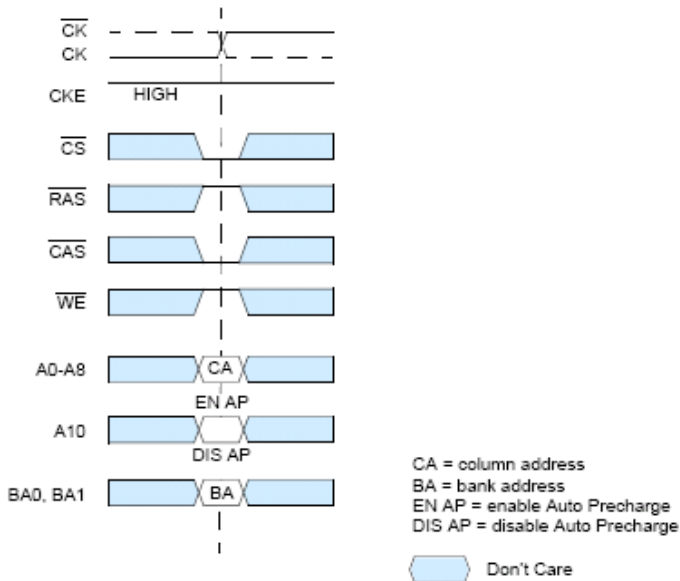 CK
CK
CKE HIGH
CS
RAS
CAS
WE
A0-A8 CA
EN AP
A10
DIS AP
BA0, BA1 BA
CA = column address
BA = bank address
EN AP = enable Auto Precharge
DIS AP = disable Auto Precharge
Don't Care